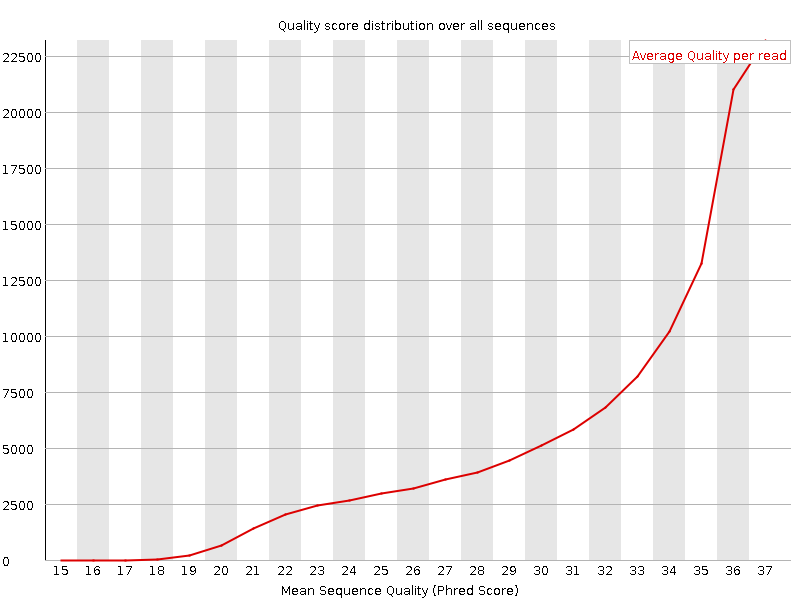 Quality score distribution over all sequences
Average Quality per read
22500
20000
17500
15000
12500
10000
7500
5000
2500
0
15 16 17 18 19 20 21 22 23 24 25 26 27 28 29 30 31 32 33 34 35 36 37
Mean Sequence Quality (Phred Score)